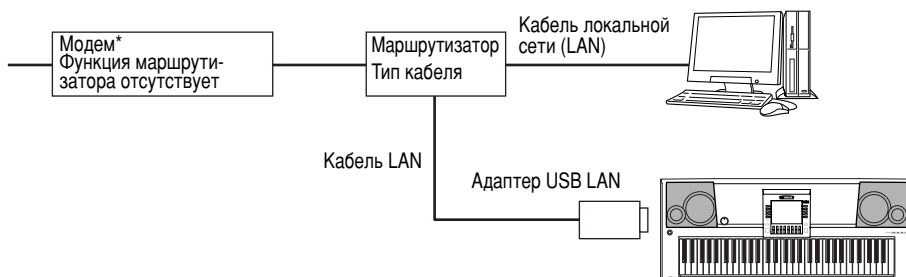 Модем*
Функция маршрути-
затора отсутствует
Маршрутизатор
Тип кабеля
Кабель локальной
сети (LAN)
Кабель LAN
Адаптер USB LAN